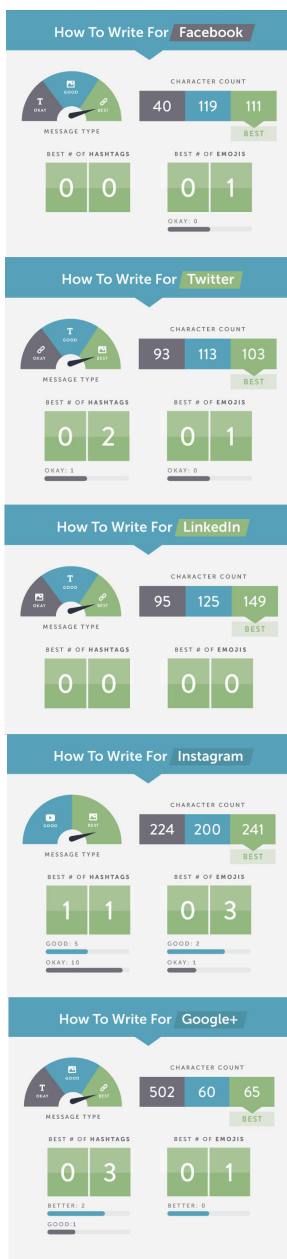 How To Write For Facebook
CHARACTER COUNT
T
OKAY
GOOD
BEST
40 119 111
MESSAGE TYPE
BEST
BEST # OF HASHTAGS
BEST # OF EMOJIS
0 0
0 1
OKAY: 0
How To Write For Twitter
CHARACTER COUNT
OKAY
T
GOOD
BEST
93 113 103
MESSAGE TYPE
BEST
BEST # OF HASHTAGS
BEST # OF EMOJIS
0 2
0 1
OKAY: 1
OKAY: 0
How To Write For LinkedIn
CHARACTER COUNT
OKAY
T
GOOD
BEST
95 125 149
MESSAGE TYPE
BEST
BEST # OF HASHTAGS
BEST # OF EMOJIS
0 0
0 0
How To Write For Instagram
CHARACTER COUNT
GOOD
BEST
224 200 241
MESSAGE TYPE
BEST
BEST # OF HASHTAGS
BEST # OF EMOJIS
1 1
0 3
GOOD: 5
GOOD: 2
OKAY: 10
OKAY: 1
How To Write For Google+
CHARACTER COUNT
T
OKAY
GOOD
BEST
502 60 65
MESSAGE TYPE
BEST
BEST # OF HASHTAGS
BEST # OF EMOJIS
0 3
0 1
BETTER: 2
BETTER: 0
GOOD:1